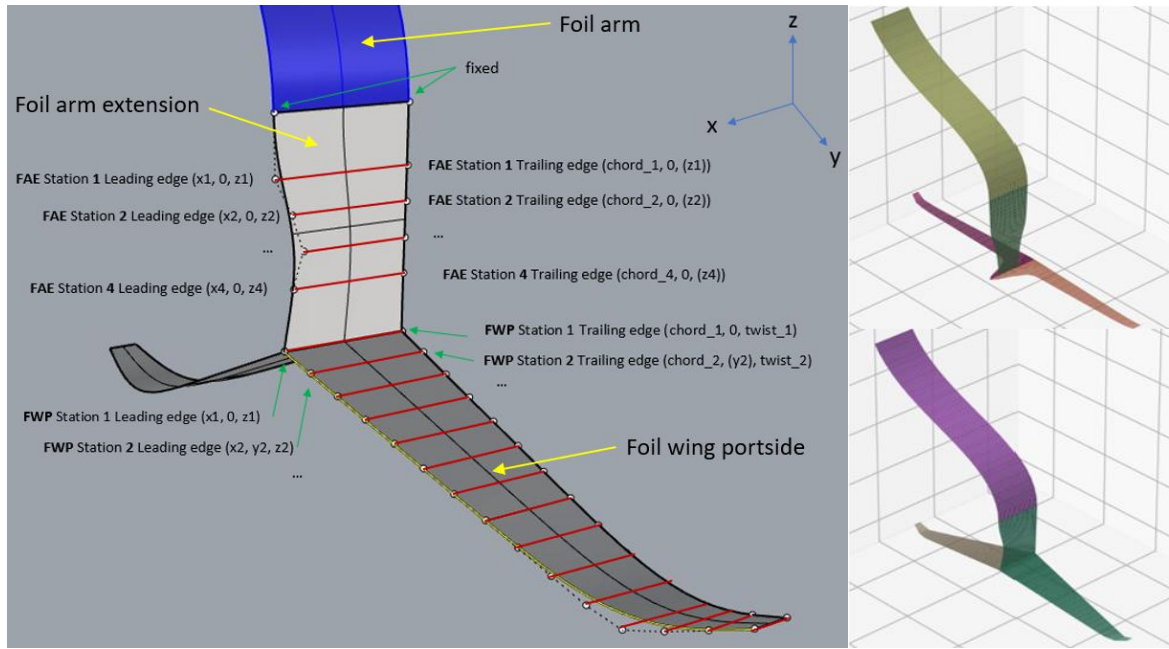 Foil arm
z
fixed
Foil arm extension
x
y
FAE Station 1 Leading edge (x1, 0, z1)
FAE Station 1 Trailing edge (chord_1, 0, (z1))
FAE Station 2 Leading edge (x2, 0, z2)
FAE Station 2 Trailing edge (chord_2, 0, (z2))
...
...
FAE Station 4 Leading edge (x4, 0, z4)
FAE Station 4 Trailing edge (chord_4, 0, (z4))
FWP Station 1 Trailing edge (chord_1, 0, twist_1)
FWP Station 2 Trailing edge (chord_2, (y2), twist_2)
...
FWP Station 1 Leading edge (x1, 0, z1)
FWP Station 2 Leading edge (x2, y2, z2)
...
Foil wing portside